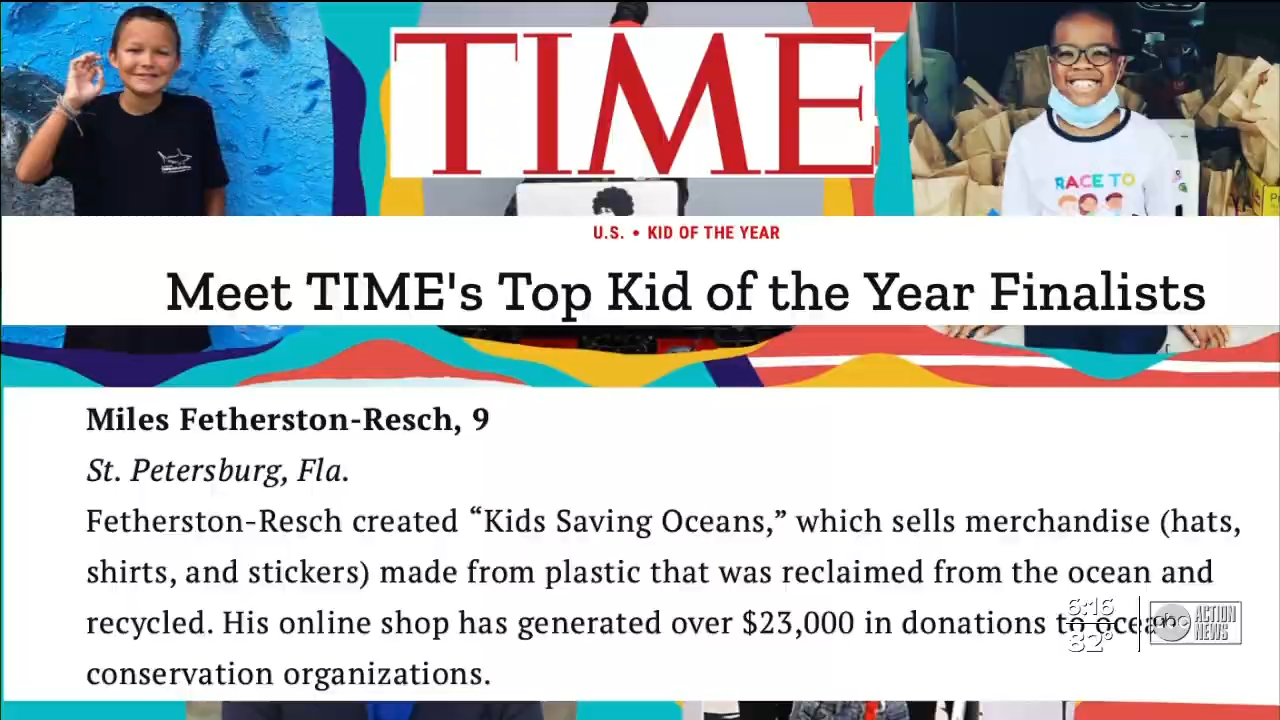 TIME
RACE TO
U.S. • KID OF THE YEAR
Meet TIME's Top Kid of the Year Finalists
Miles Fetherston-Resch, 9
St. Petersburg, Fla.
Fetherston-Resch created “Kids Saving Oceans,” which sells merchandise (hats,
shirts, and stickers) made from plastic that was reclaimed from the ocean and
recycled. His online shop has generated over $23,000 in donations to ocean
conservation organizations.
6:16
82°
abc ACTION
NEWS